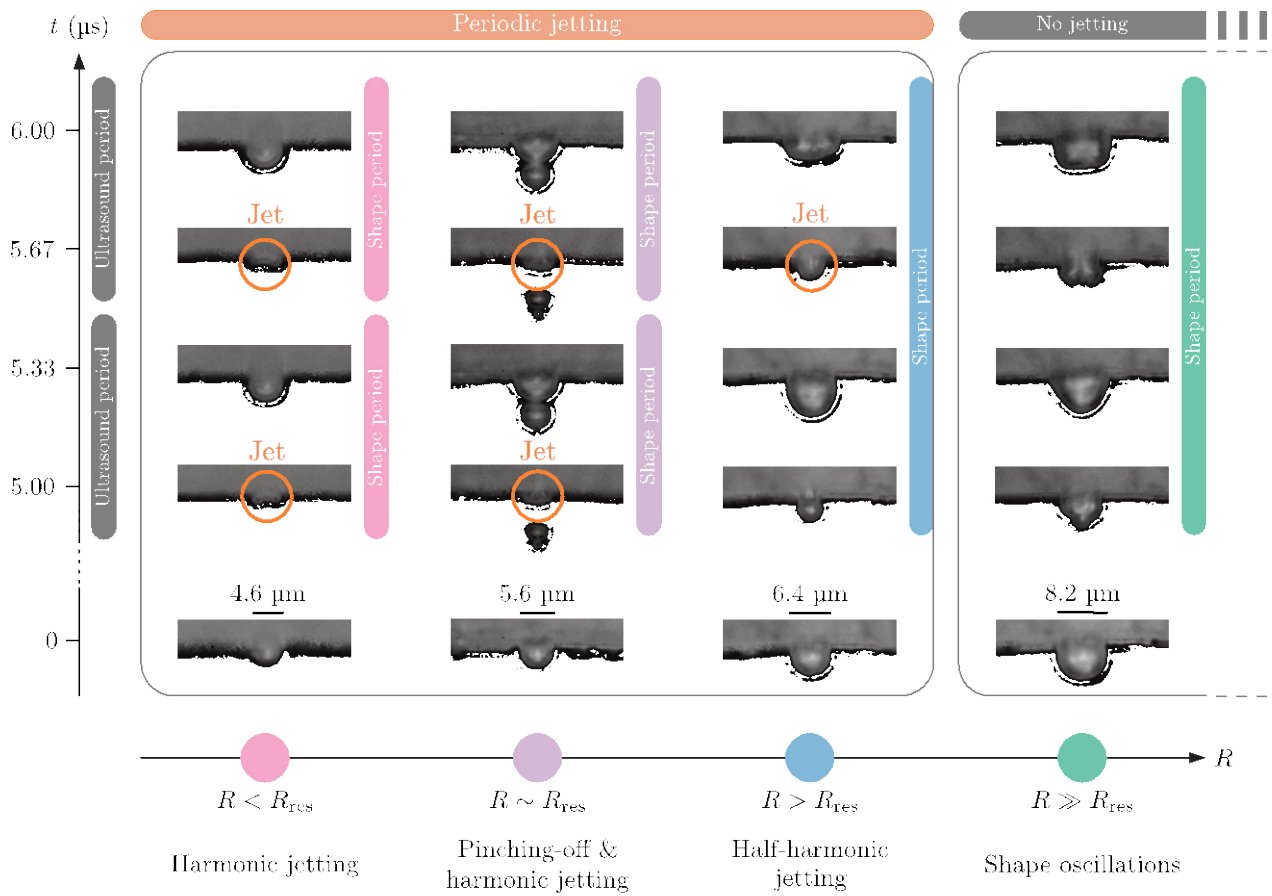 t (µs)
Periodic jetting
No jetting
6.00
5.67
5.33
5.00
0
Ultrasound period
Ultrasound period
Shape period
Shape period
Shape period
Shape period
Shape period
Shape period
Jet
Jet
Jet
Jet
Jet
4.6 µm
5.6 µm
6.4 µm
8.2 µm
R
R < R_res
R ∼ R_res
R > R_res
R ≫ R_res
Harmonic jetting
Pinching-off &
harmonic jetting
Half-harmonic
jetting
Shape oscillations